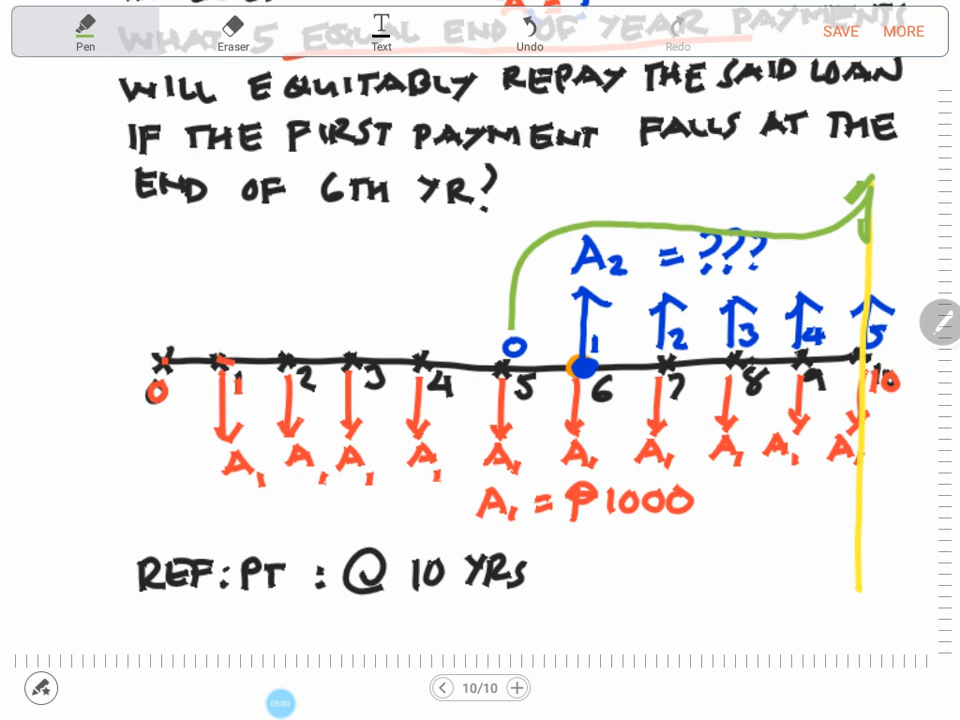 Pen
Eraser
Text
Undo
Redo
SAVE
MORE
WHAT 5 EQUAL END OF YEAR PAYMENTS
WILL EQUITABLY REPAY THE SAID LOAN
IF THE FIRST PAYMENT FALLS AT THE
END OF 6TH YR?
A2 = ???
0 1 2 3 4 5
0 1 2 3 4 5 6 7 8 9 10
A1 A1 A1 A1 A1 A1 A1 A1 A1 A1
A1 = ₱1000
REF: PT : @ 10 YRS
10/10
05:00